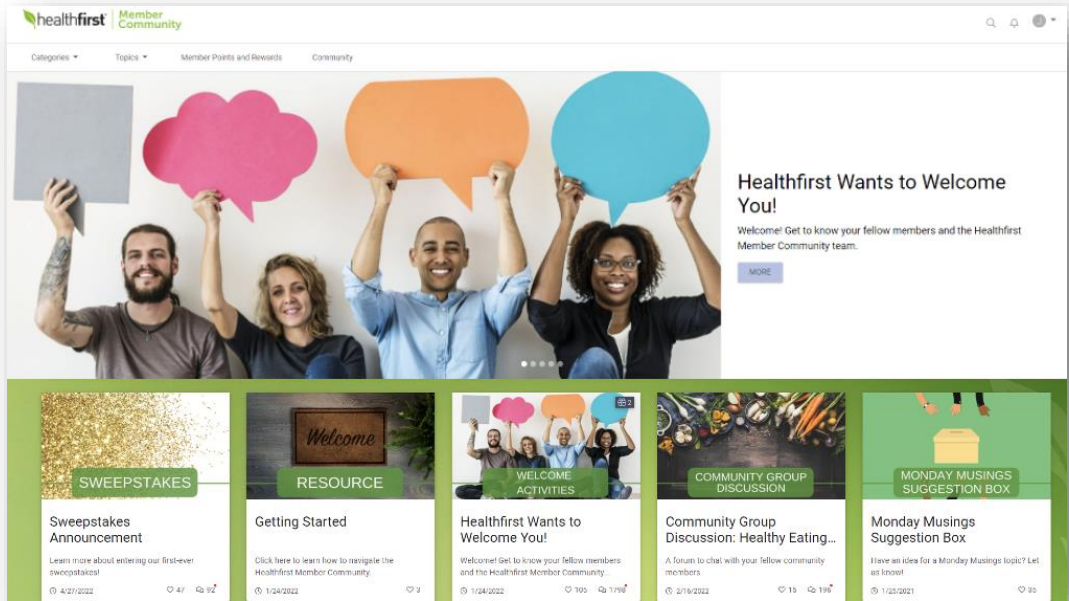 healthfirst Member
Community
J
Categories Topics Member Points and Rewards Community
Healthfirst Wants to Welcome
You!
Welcome! Get to know your fellow members and the Healthfirst
Member Community team.
MORE
SWEEPSTAKES
Sweepstakes
Announcement
Learn more about entering our first-ever
sweepstakes!
4/27/2022 47 92
Welcome
RESOURCE
Getting Started
Click here to learn how to navigate the
Healthfirst Member Community.
1/24/2022 3
2
WELCOME
ACTIVITIES
Healthfirst Wants to
Welcome You!
Welcome! Get to know your fellow members
and the Healthfirst Member Community...
1/24/2022 105 1798
COMMUNITY GROUP
DISCUSSION
Community Group
Discussion: Healthy Eating...
A forum to chat with your fellow community
members
2/16/2022 15 196
MONDAY MUSINGS
SUGGESTION BOX
Monday Musings
Suggestion Box
Have an idea for a Monday Musings topic? Let
us know!
1/25/2021 35